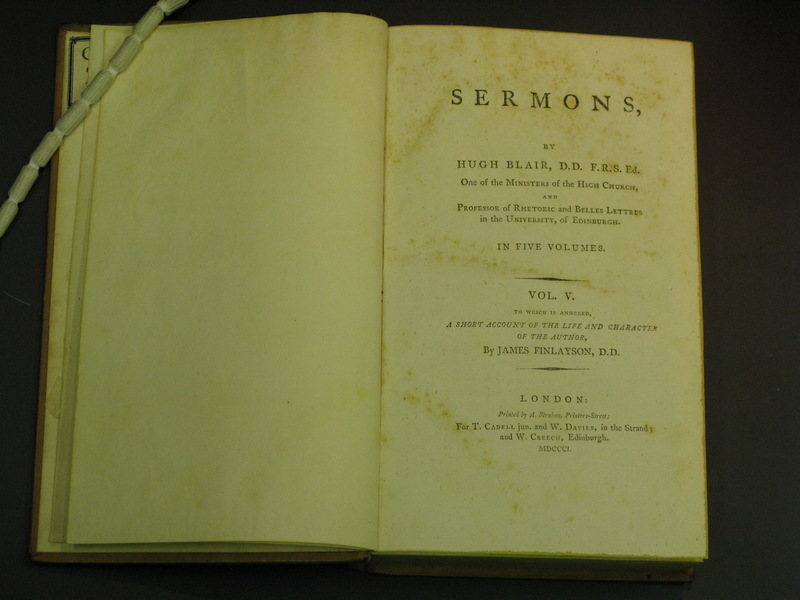 SERMONS,
BY
HUGH BLAIR, D.D. F.R.S. Ed.
One of the MINISTERS of the HIGH CHURCH,
AND
PROFESSOR of RHETORIC and BELLES LETTRES
in the UNIVERSITY, of EDINBURGH.
IN FIVE VOLUMES.
VOL. V.
TO WHICH IS ANNEXED,
A SHORT ACCOUNT OF THE LIFE AND CHARACTER
OF THE AUTHOR,
By JAMES FINLAYSON, D.D.
LONDON:
Printed by A. Strahan, Printers-Street;
For T. CADELL jun. and W. DAVIES, in the Strand;
and W. CREECH, Edinburgh.
MDCCCI.